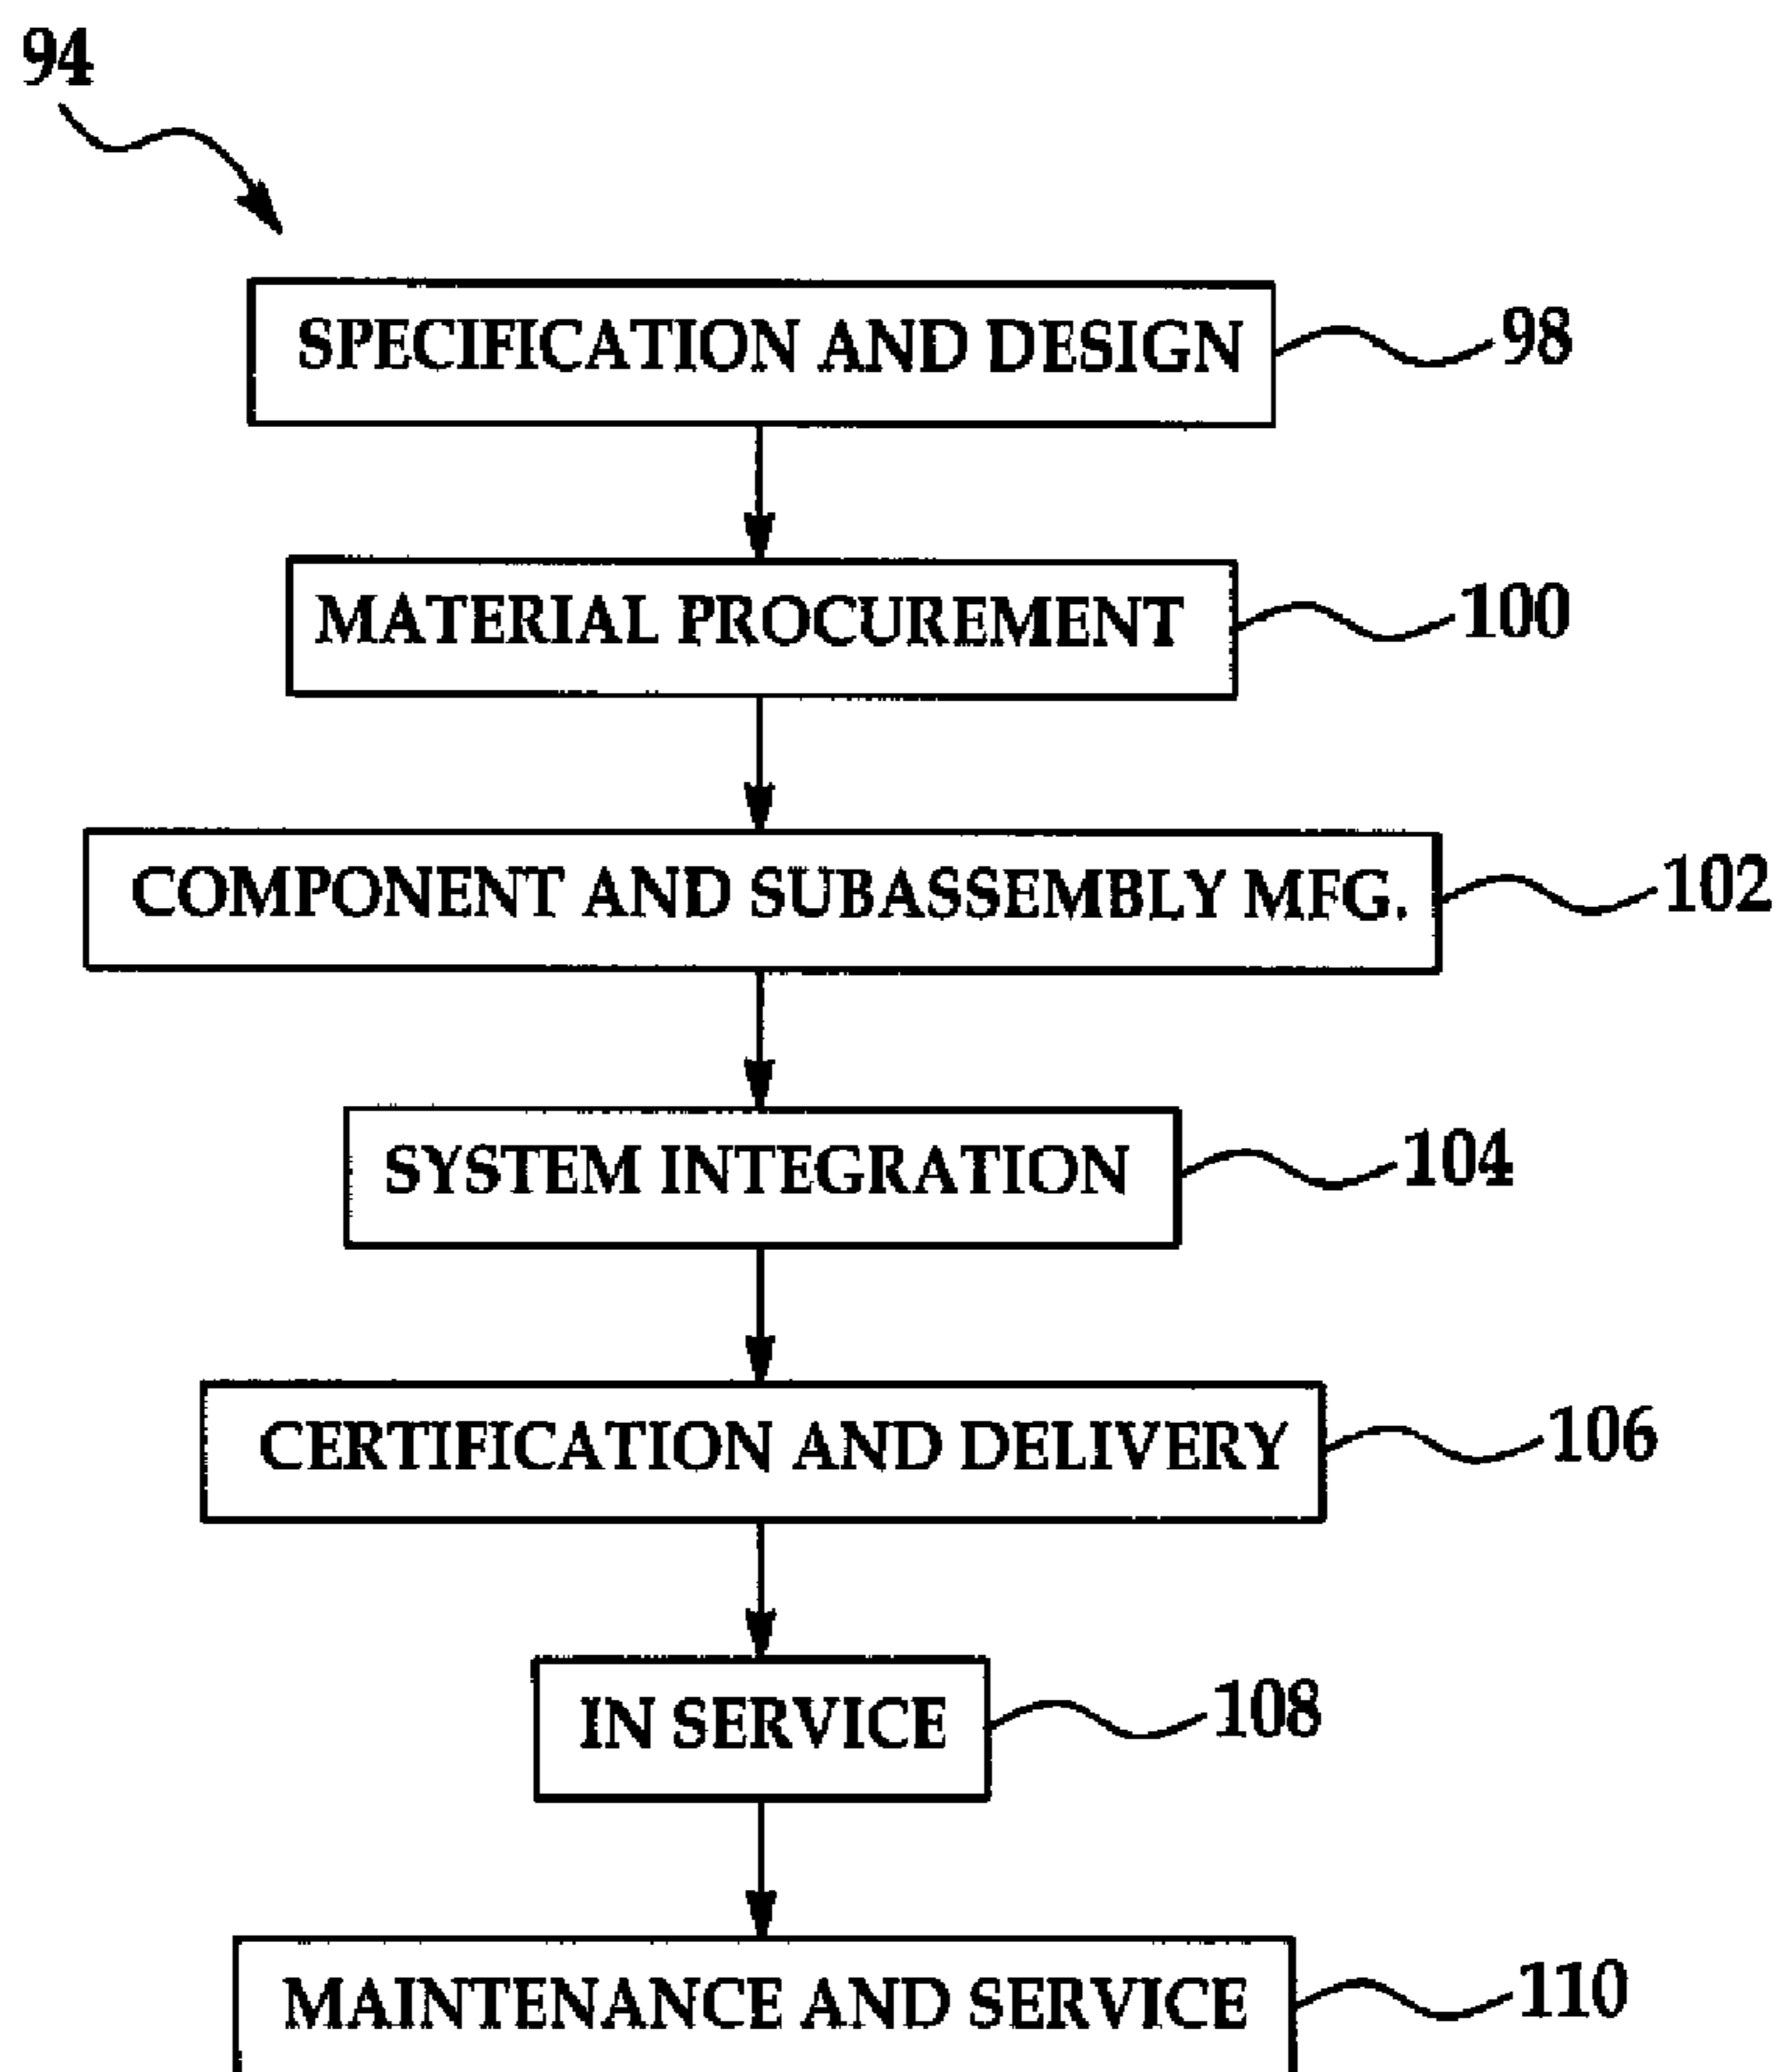 94
SPECIFICATION AND DESIGN 98
MATERIAL PROCUREMENT 100
COMPONENT AND SUBASSEMBLY MFG. 102
SYSTEM INTEGRATION 104
CERTIFICATION AND DELIVERY 106
IN SERVICE 108
MAINTENANCE AND SERVICE 110